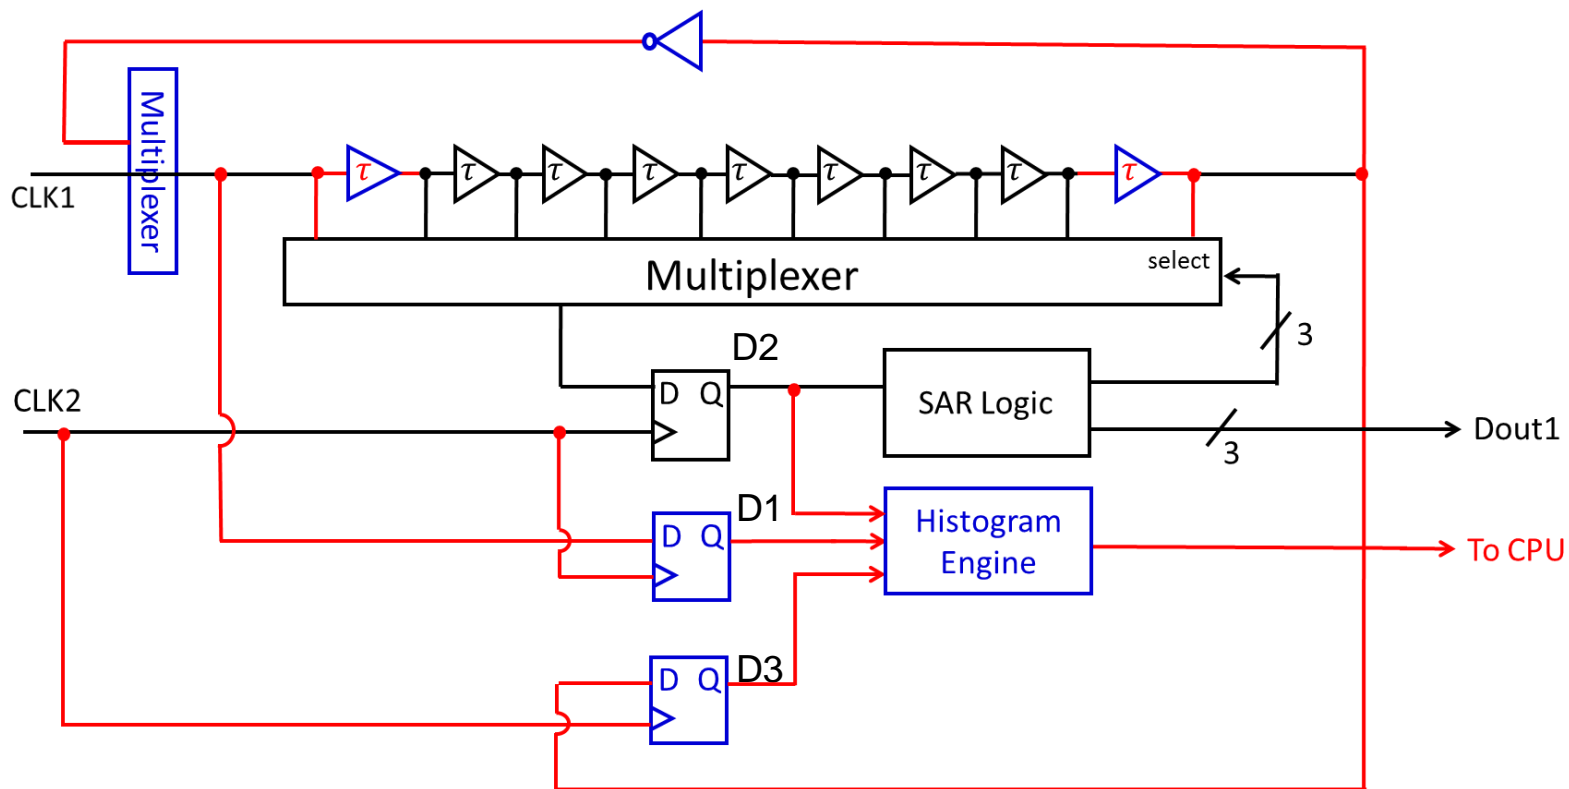 Multiplexer
CLK1
τ τ τ τ τ τ τ τ τ
Multiplexer
select
3
D2
CLK2
D Q
SAR Logic
Dout1
3
D1
D Q
Histogram
Engine
To CPU
D3
D Q